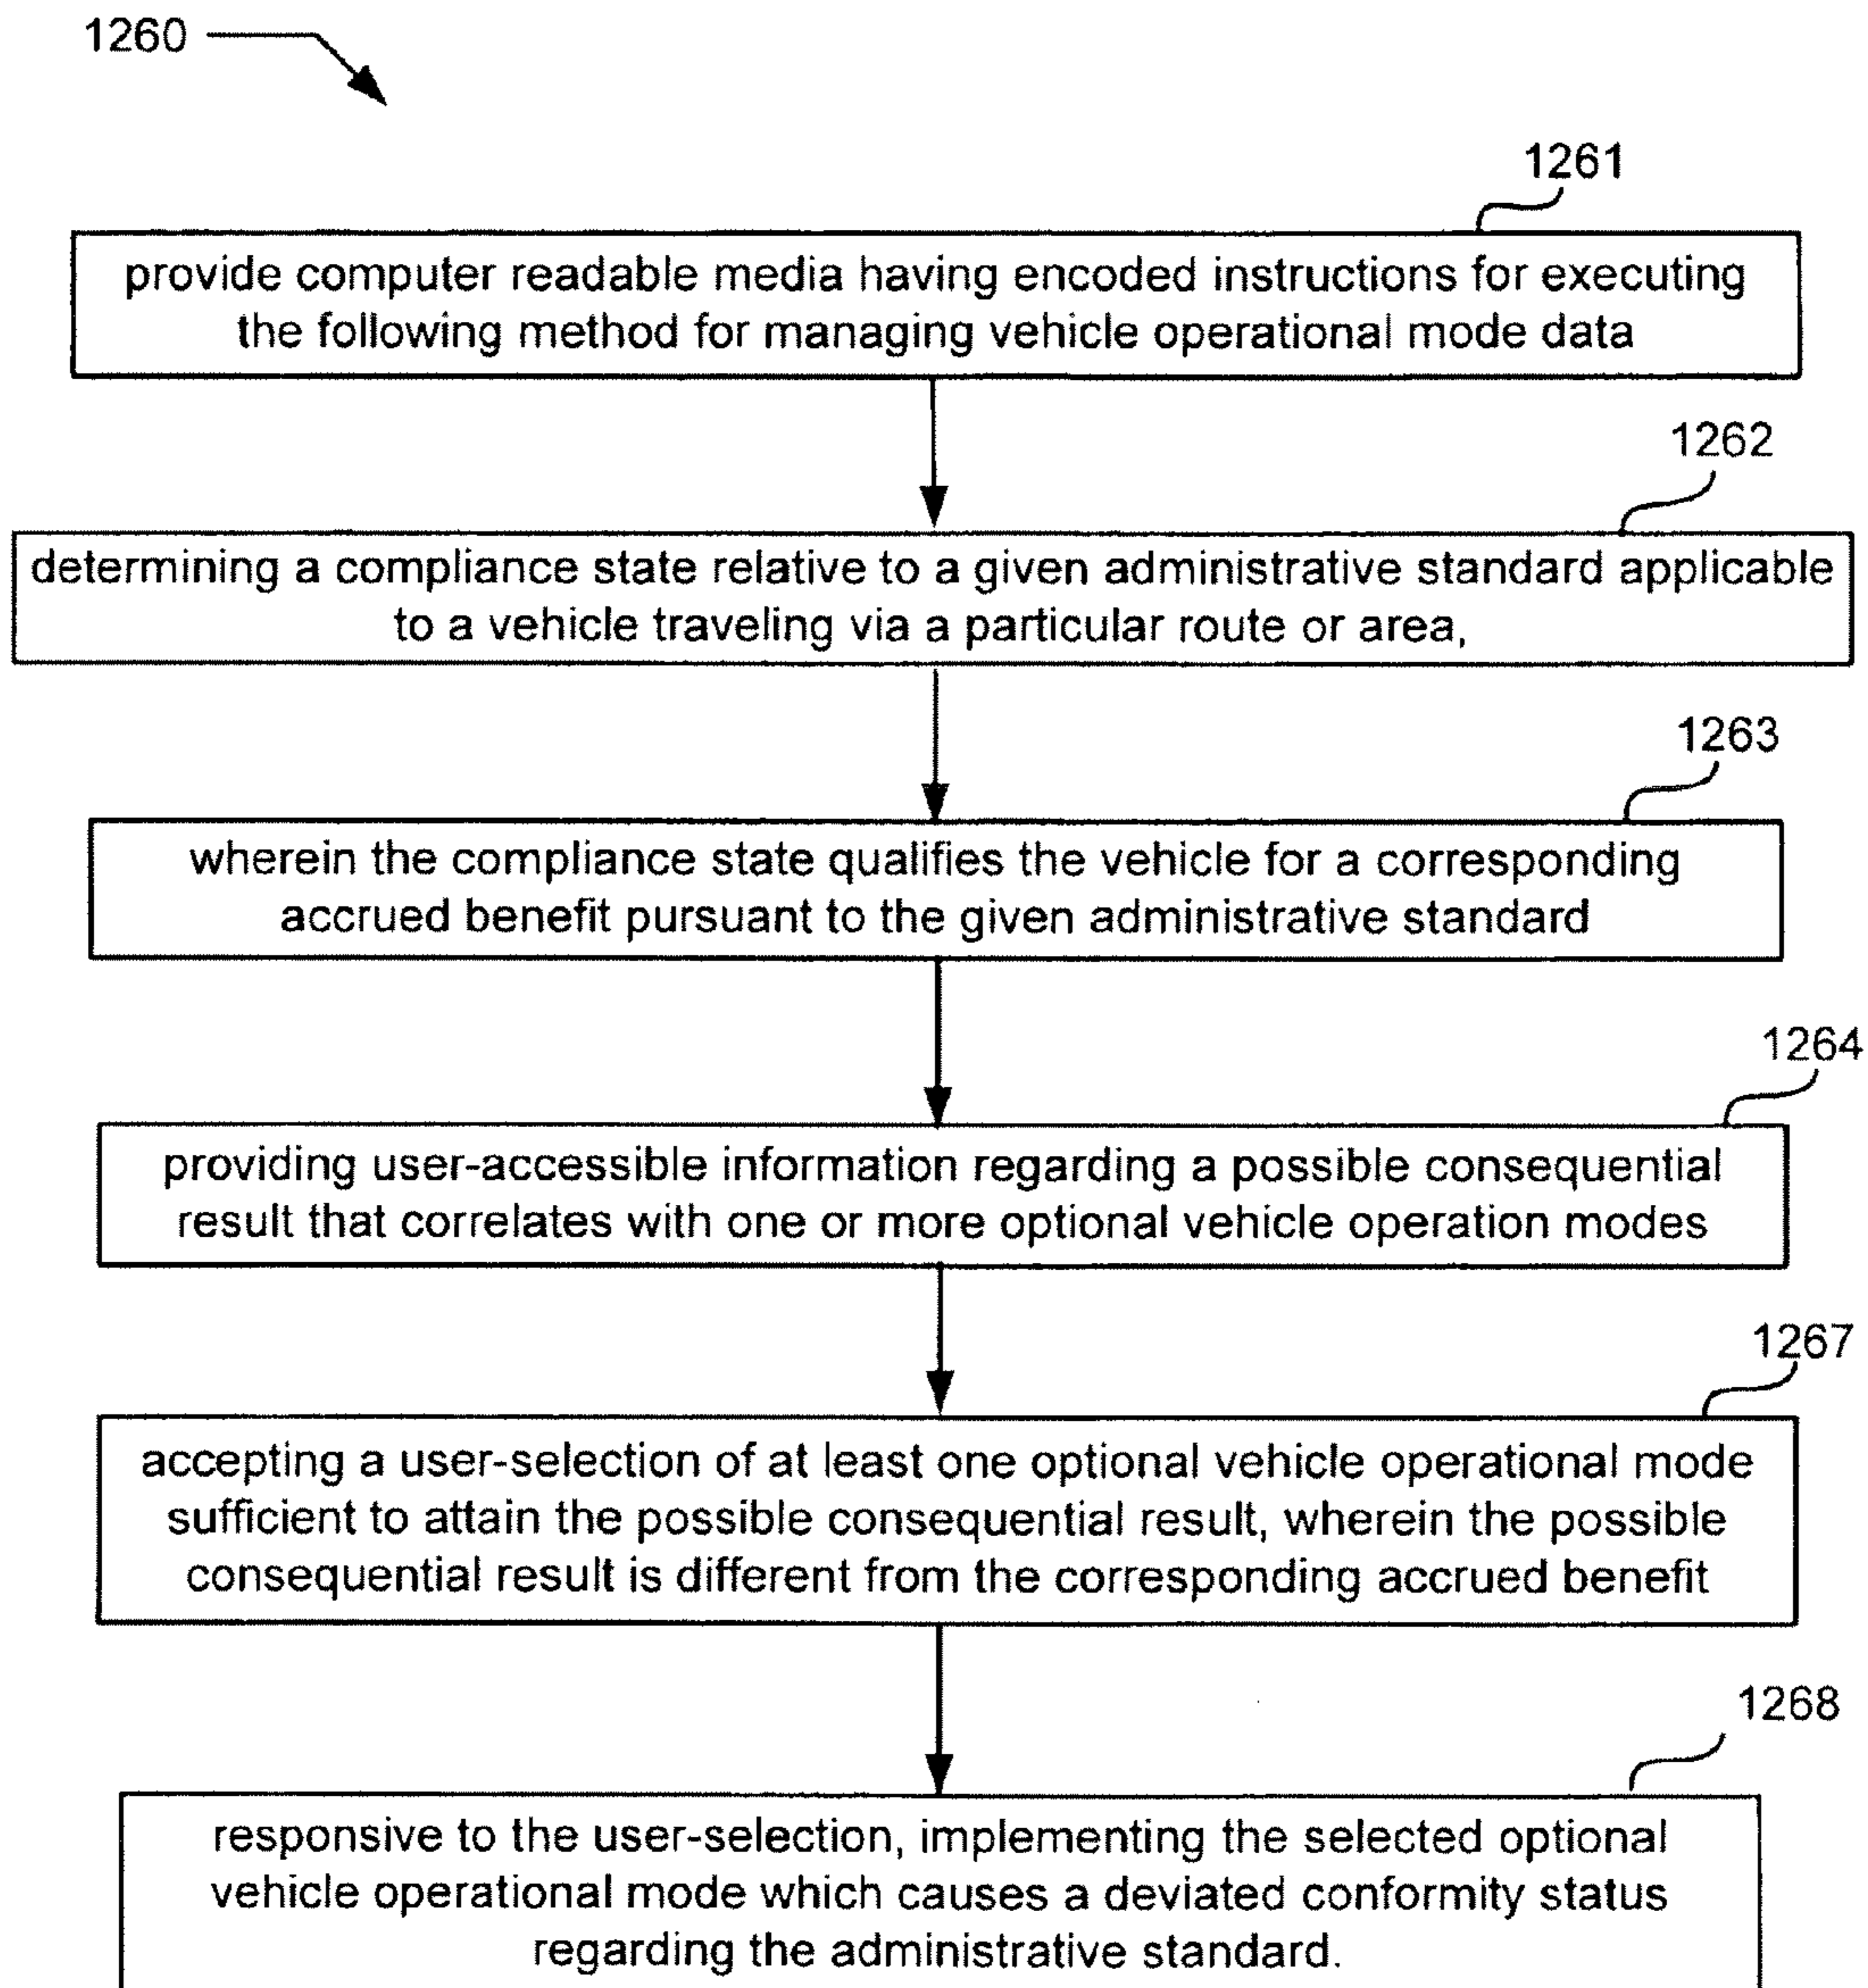 1260
1261
provide computer readable media having encoded instructions for executing
the following method for managing vehicle operational mode data
1262
determining a compliance state relative to a given administrative standard applicable
to a vehicle traveling via a particular route or area,
1263
wherein the compliance state qualifies the vehicle for a corresponding
accrued benefit pursuant to the given administrative standard
1264
providing user-accessible information regarding a possible consequential
result that correlates with one or more optional vehicle operation modes
1267
accepting a user-selection of at least one optional vehicle operational mode
sufficient to attain the possible consequential result, wherein the possible
consequential result is different from the corresponding accrued benefit
1268
responsive to the user-selection, implementing the selected optional
vehicle operational mode which causes a deviated conformity status
regarding the administrative standard.